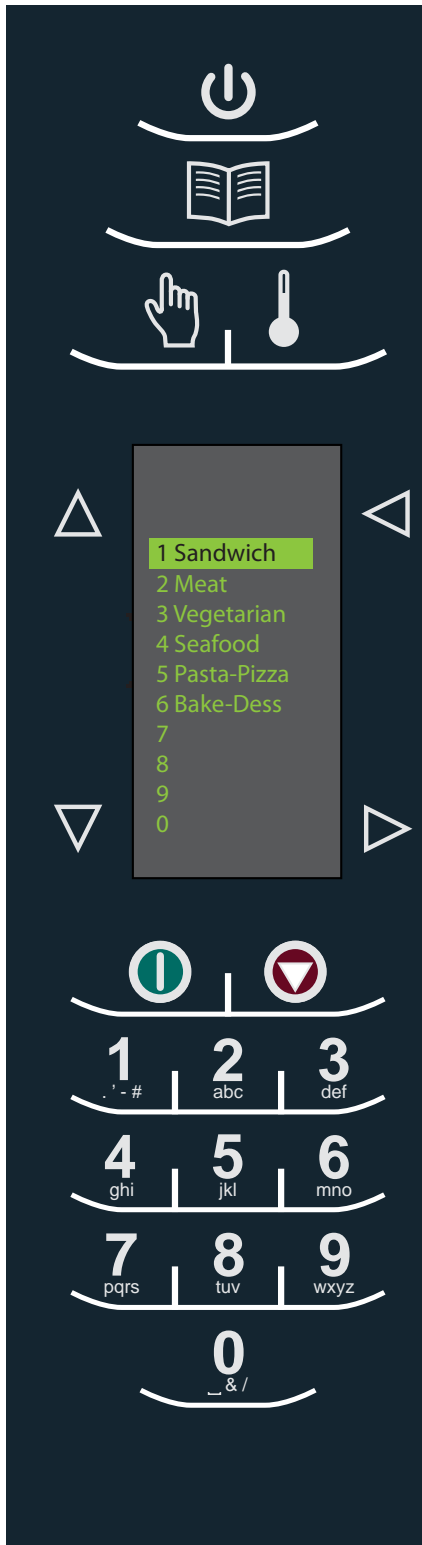 1 Sandwich
2 Meat
3 Vegetarian
4 Seafood
5 Pasta-Pizza
6 Bake-Dess
7
8
9
0
1 2 3
. ' - # abc def
4 5 6
ghi jkl mno
7 8 9
pqrs tuv wxyz
0
⎵ & /